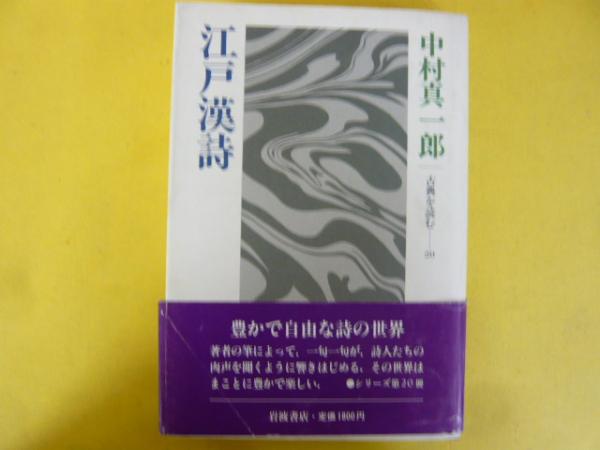 江戸漢詩
中村真一郎
古典を読む——20
豊かで自由な詩の世界
著者の筆によって、一句一句が、詩人たちの
肉声を聞くように響きはじめる。その世界は
まことに豊かで楽しい。 ●シリーズ第20冊
岩波書店・定価1800円